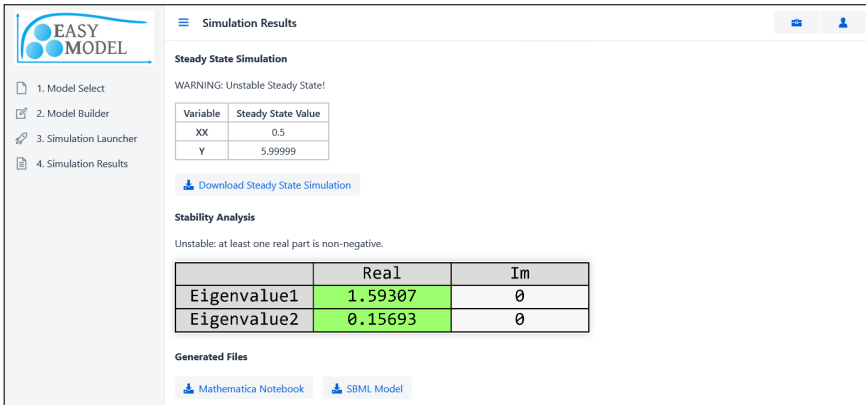 EASY
MODEL
1. Model Select
2. Model Builder
3. Simulation Launcher
4. Simulation Results
Simulation Results
Steady State Simulation
WARNING: Unstable Steady State!
Variable Steady State Value
XX 0.5
Y 5.99999
Download Steady State Simulation
Stability Analysis
Unstable: at least one real part is non-negative.
Real Im
Eigenvalue1 1.59307 0
Eigenvalue2 0.15693 0
Generated Files
Mathematica Notebook SBML Model